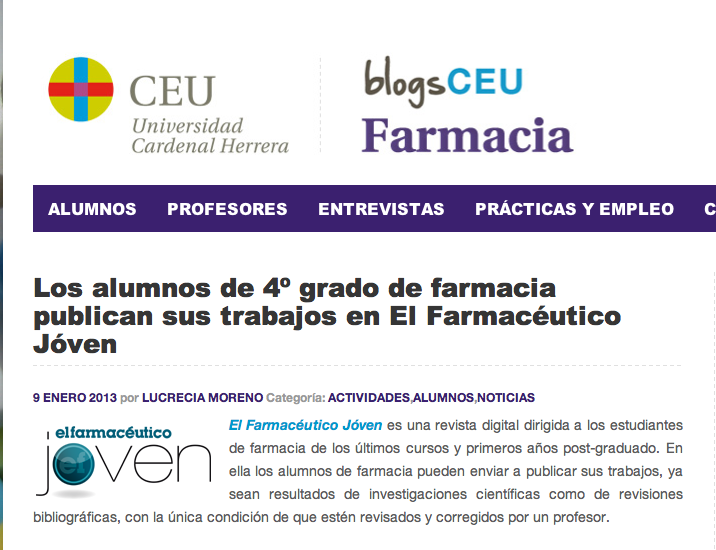 CEU
Universidad
Cardenal Herrera
blogsCEU
Farmacia
ALUMNOS PROFESORES ENTREVISTAS PRÁCTICAS Y EMPLEO C
Los alumnos de 4º grado de farmacia
publican sus trabajos en El Farmacéutico
Jóven
9 ENERO 2013 por LUCRECIA MORENO Categoría: ACTIVIDADES,ALUMNOS,NOTICIAS
elfarmacéutico
joven
El Farmacéutico Jóven es una revista digital dirigida a los estudiantes
de farmacia de los últimos cursos y primeros años post-graduado. En
ella los alumnos de farmacia pueden enviar a publicar sus trabajos, ya
sean resultados de investigaciones científicas como de revisiones
bibliográficas, con la única condición de que estén revisados y corregidos por un profesor.